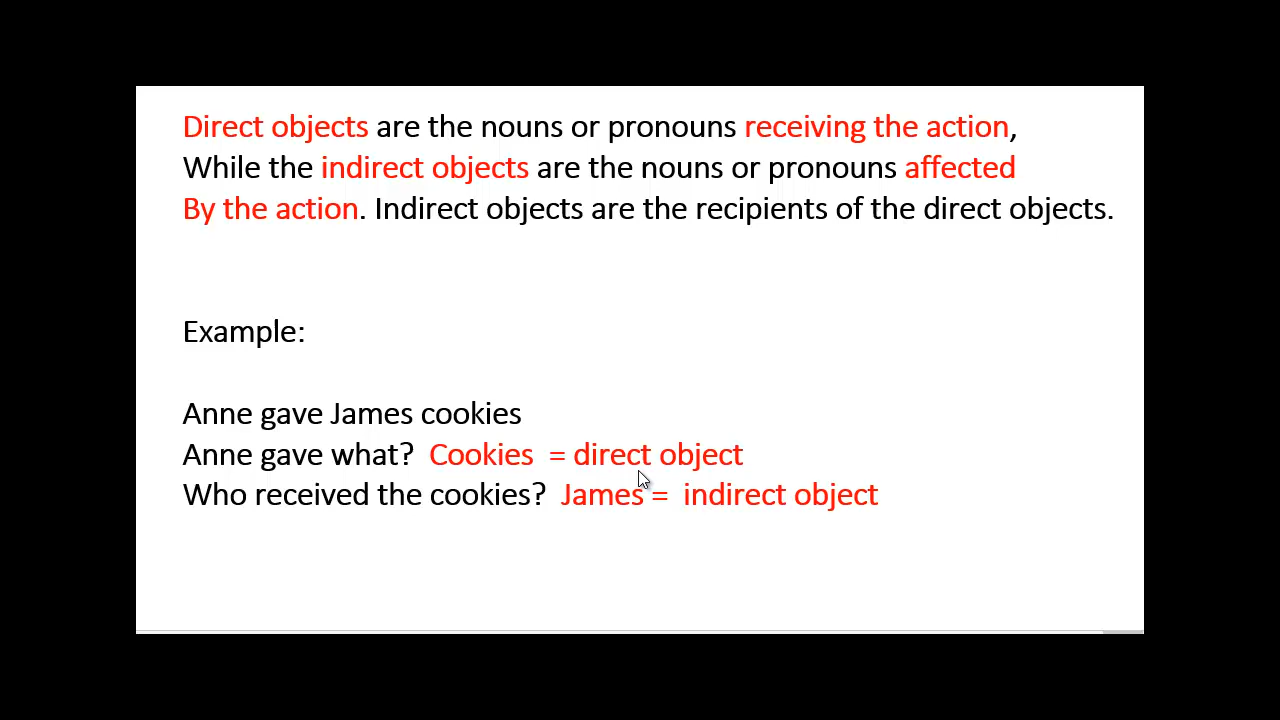 Direct objects are the nouns or pronouns receiving the action,
While the indirect objects are the nouns or pronouns affected
By the action. Indirect objects are the recipients of the direct objects.
Example:
Anne gave James cookies
Anne gave what?  Cookies  = direct object
Who received the cookies?  James =  indirect object